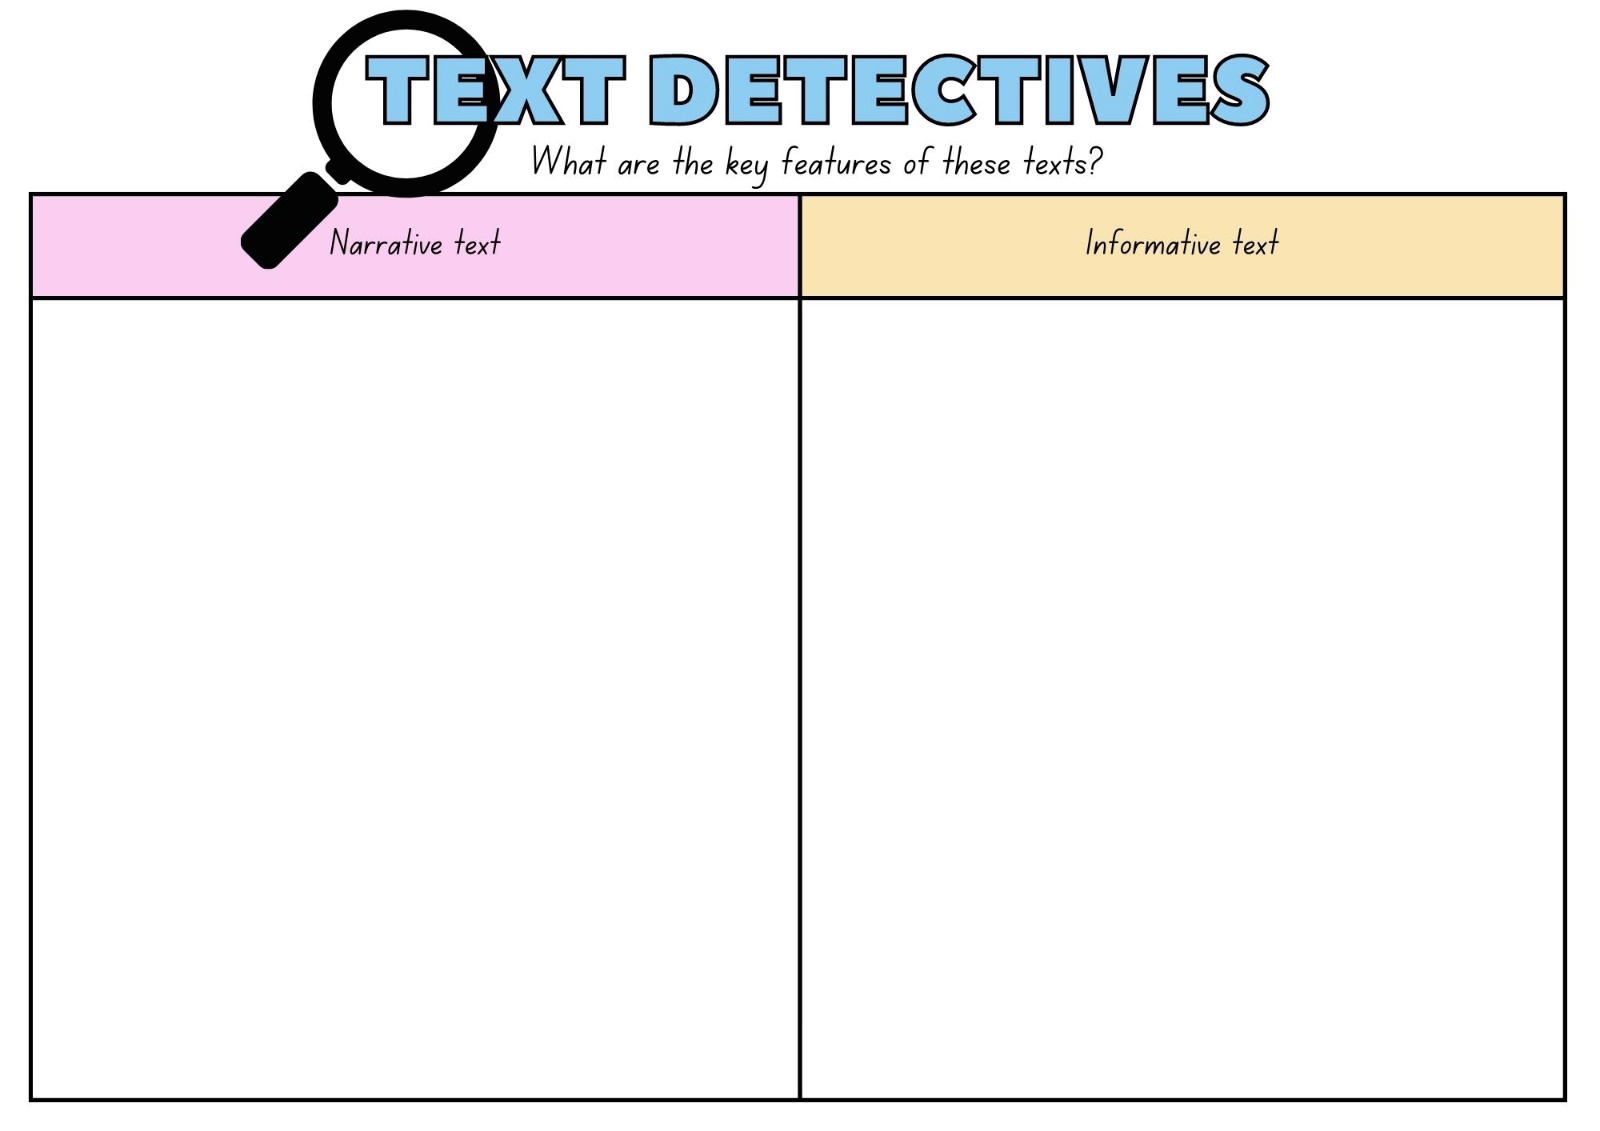 TEXT DETECTIVES
What are the key features of these texts?
Narrative text
Informative text